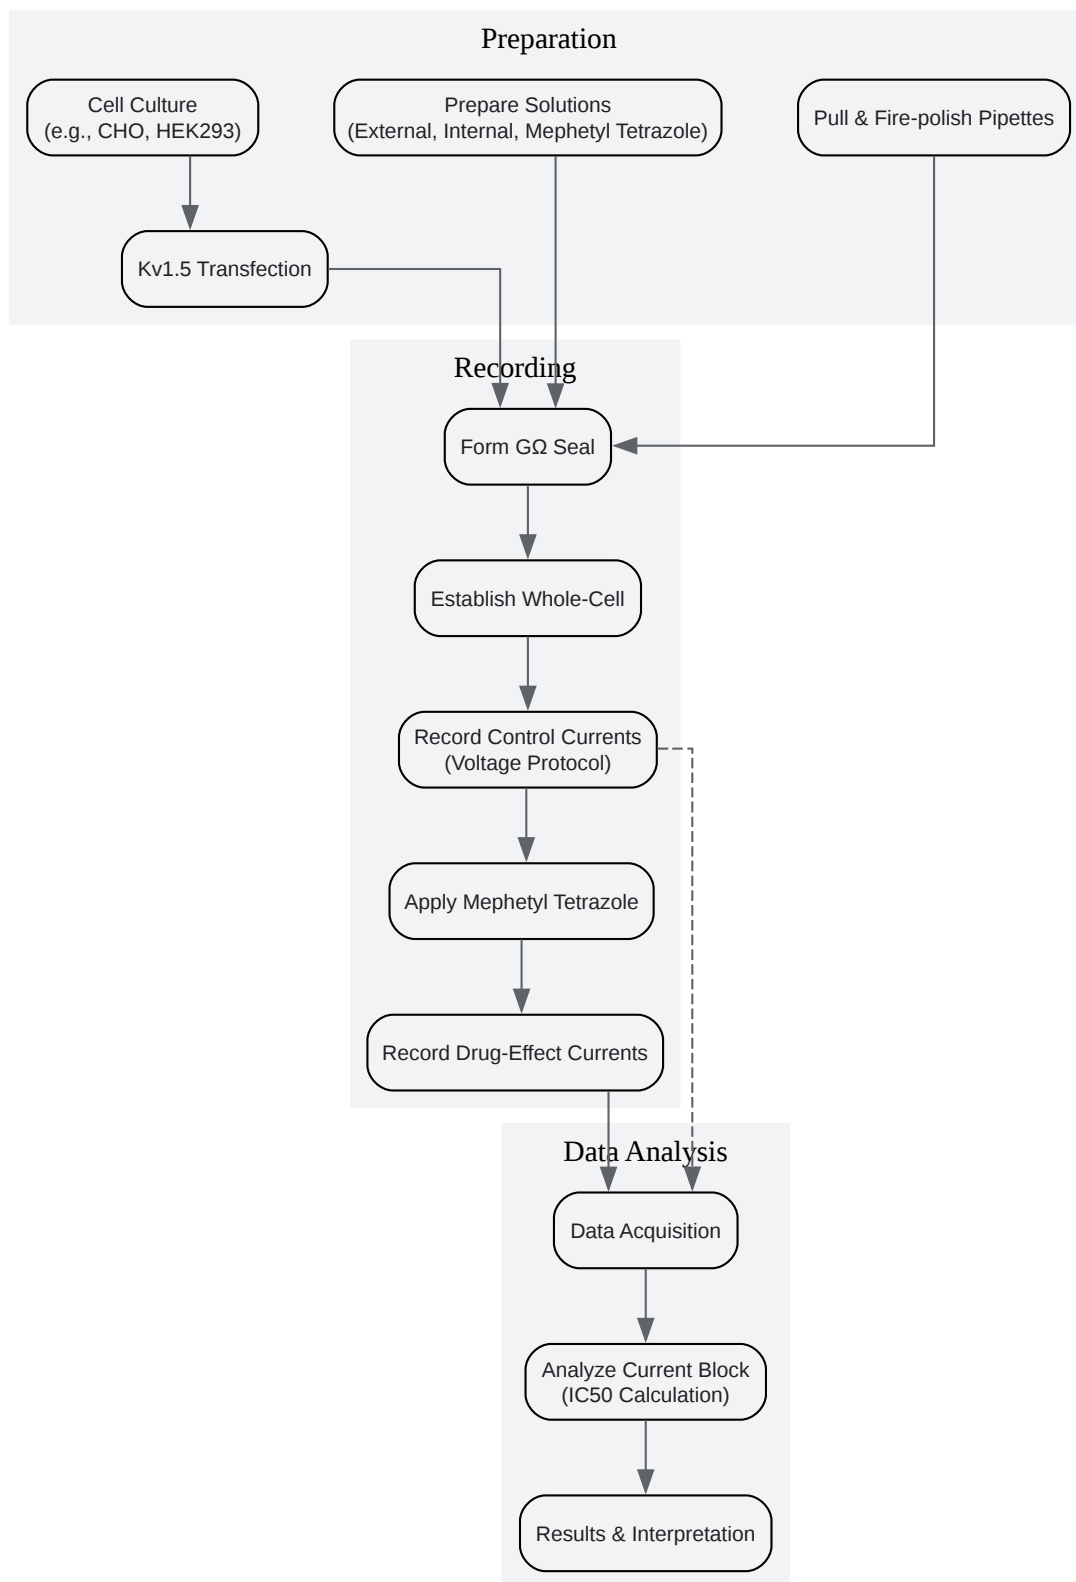 Preparation
Cell Culture
(e.g., CHO, HEK293)
Prepare Solutions
(External, Internal, Mephetyl Tetrazole)
Pull & Fire-polish Pipettes
Kv1.5 Transfection
Recording
Form GΩ Seal
Establish Whole-Cell
Record Control Currents
(Voltage Protocol)
Apply Mephetyl Tetrazole
Record Drug-Effect Currents
Data Analysis
Data Acquisition
Analyze Current Block
(IC50 Calculation)
Results & Interpretation